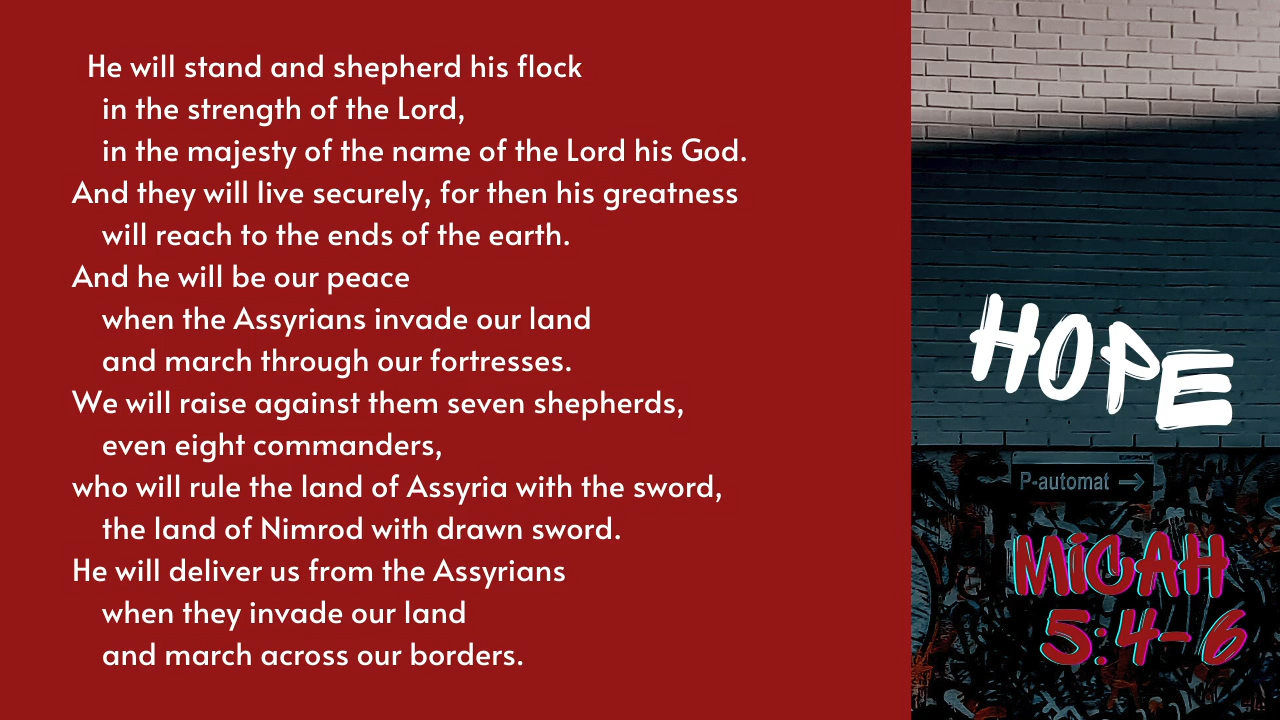 He will stand and shepherd his flock
in the strength of the Lord,
in the majesty of the name of the Lord his God.
And they will live securely, for then his greatness
will reach to the ends of the earth.
And he will be our peace
when the Assyrians invade our land
and march through our fortresses.
We will raise against them seven shepherds,
even eight commanders,
who will rule the land of Assyria with the sword,
the land of Nimrod with drawn sword.
He will deliver us from the Assyrians
when they invade our land
and march across our borders.
HOPE
P-automat →
MiCAH
5:4-6